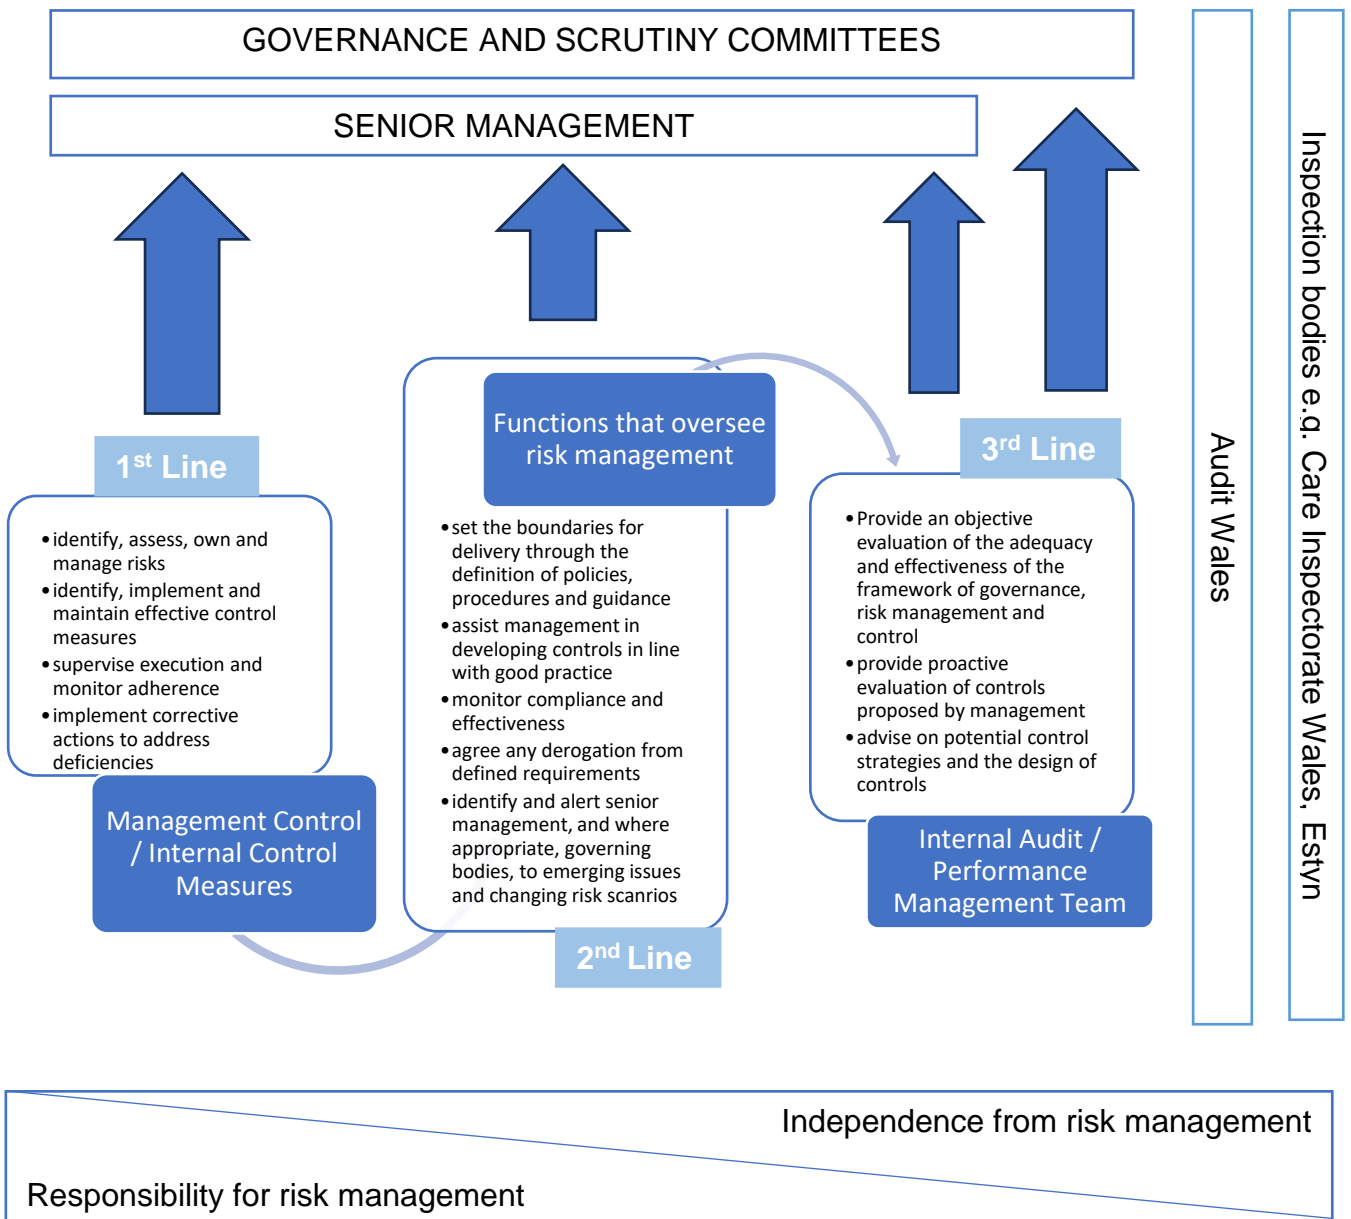 GOVERNANCE AND SCRUTINY COMMITTEES
SENIOR MANAGEMENT
1st Line
•identify, assess, own and
manage risks
•identify, implement and
maintain effective control
measures
•supervise execution and
monitor adherence
•implement corrective
actions to address
deficiencies
Management Control
/ Internal Control
Measures
Functions that oversee
risk management
•set the boundaries for
delivery through the
definition of policies,
procedures and guidance
•assist management in
developing controls in line
with good practice
•monitor compliance and
effectiveness
•agree any derogation from
defined requirements
•identify and alert senior
management, and where
appropriate, governing
bodies, to emerging issues
and changing risk scanrios
2nd Line
3rd Line
•Provide an objective
evaluation of the adequacy
and effectiveness of the
framework of governance,
risk management and
control
•provide proactive
evaluation of controls
proposed by management
•advise on potential control
strategies and the design of
controls
Internal Audit /
Performance
Management Team
Audit Wales
Inspection bodies e.g. Care Inspectorate Wales, Estyn
Independence from risk management
Responsibility for risk management